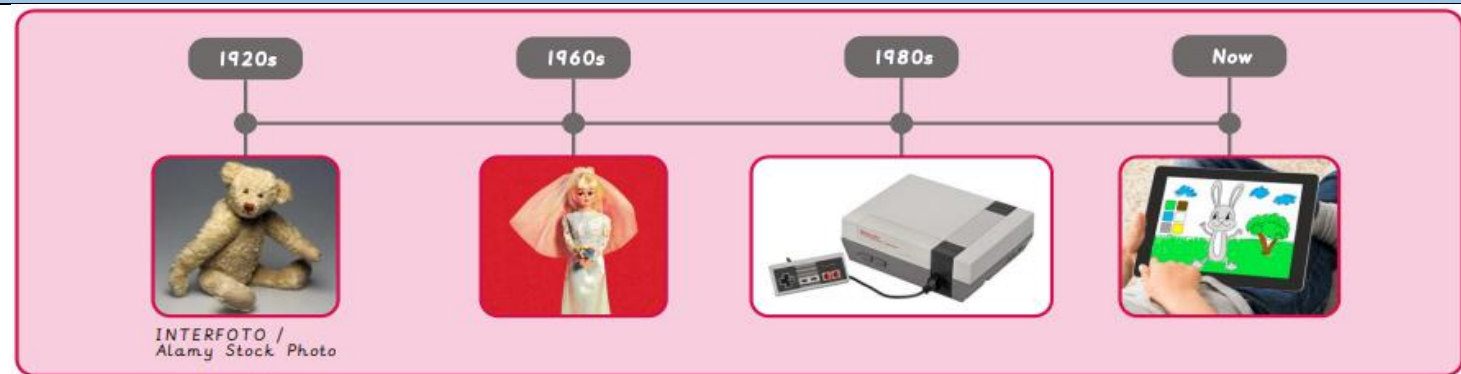 1920s
1960s
1980s
Now
INTERFOTO /
Alamy Stock Photo